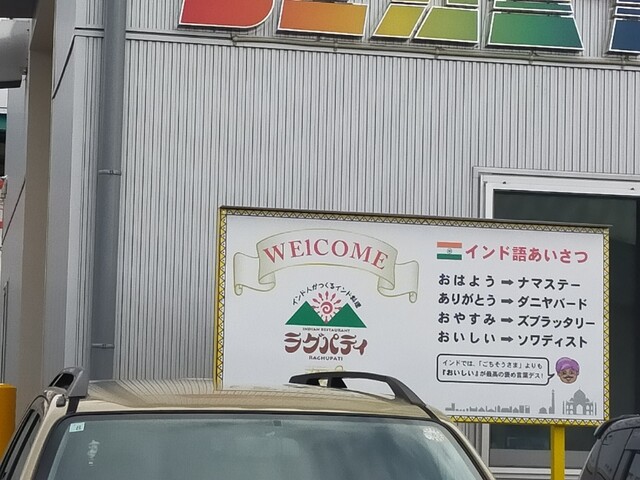 WElCOME
インド人がつくるインド料理
INDIAN RESTAURANT
ラグパティ
RAGHUPATI
インド語あいさつ
おはよう➡ナマステー
ありがとう➡ダニヤバード
おやすみ➡ズブラッタリー
おいしい➡ソワディスト
インドでは、「ごちそうさま」よりも
『おいしい』が最高の褒め言葉デス!